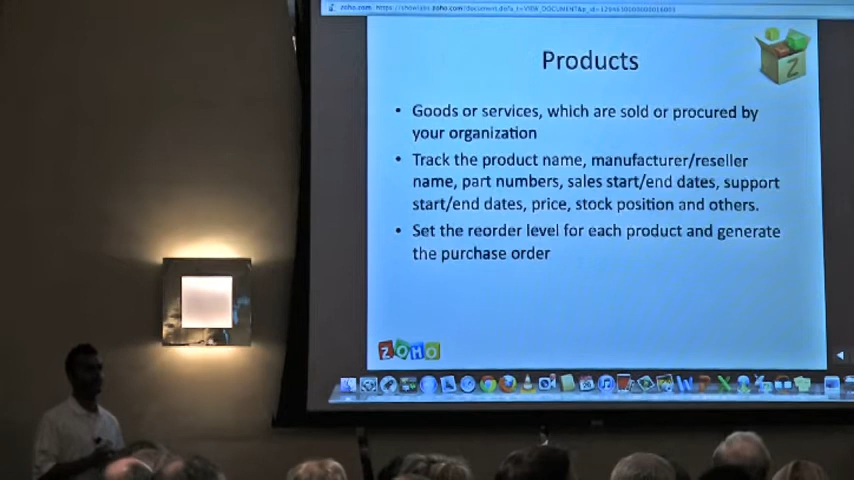 Products
Z
• Goods or services, which are sold or procured by
your organization
• Track the product name, manufacturer/reseller
name, part numbers, sales start/end dates, support
start/end dates, price, stock position and others.
• Set the reorder level for each product and generate
the purchase order
ZOHO